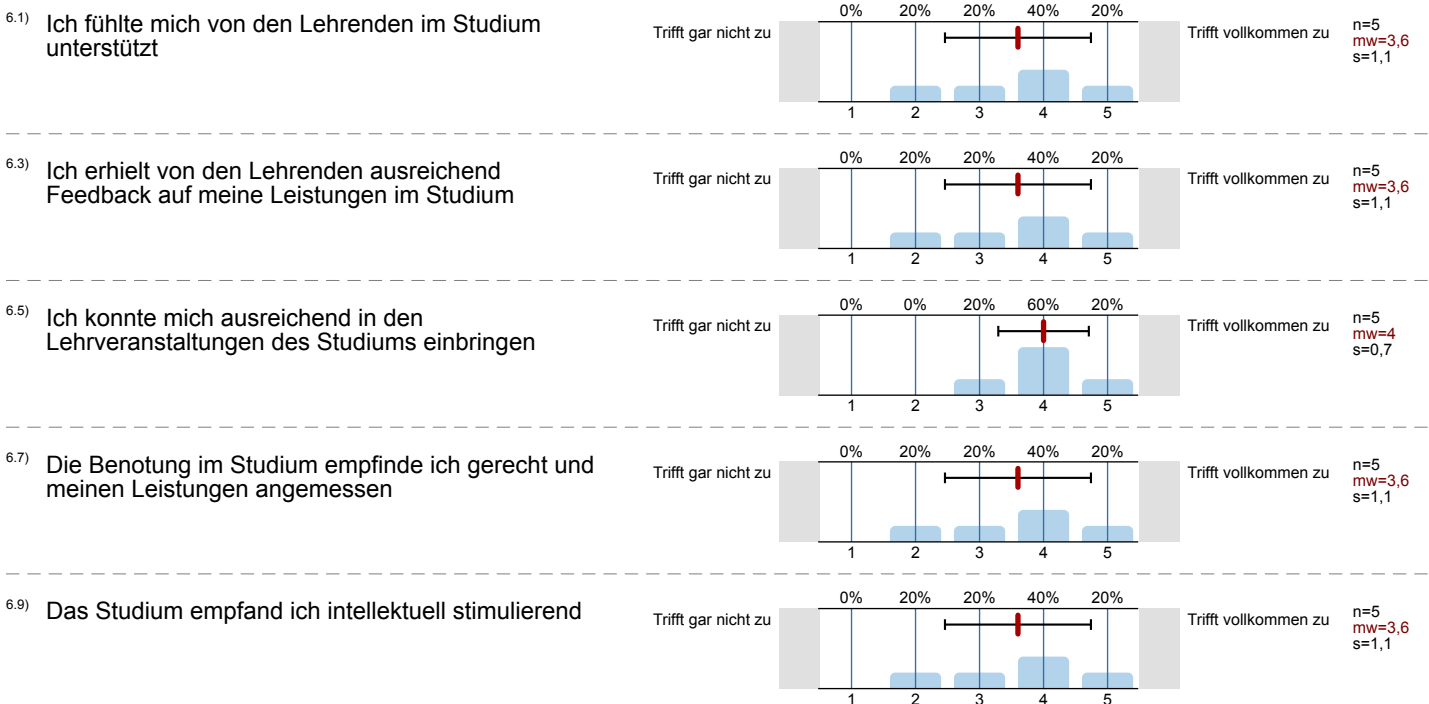 6.1) Ich fühlte mich von den Lehrenden im Studium
unterstützt
Trifft gar nicht zu
0% 20% 20% 40% 20%
1 2 3 4 5
Trifft vollkommen zu
n=5
mw=3,6
s=1,1
6.3) Ich erhielt von den Lehrenden ausreichend
Feedback auf meine Leistungen im Studium
Trifft gar nicht zu
0% 20% 20% 40% 20%
1 2 3 4 5
Trifft vollkommen zu
n=5
mw=3,6
s=1,1
6.5) Ich konnte mich ausreichend in den
Lehrveranstaltungen des Studiums einbringen
Trifft gar nicht zu
0% 0% 20% 60% 20%
1 2 3 4 5
Trifft vollkommen zu
n=5
mw=4
s=0,7
6.7) Die Benotung im Studium empfinde ich gerecht und
meinen Leistungen angemessen
Trifft gar nicht zu
0% 20% 20% 40% 20%
1 2 3 4 5
Trifft vollkommen zu
n=5
mw=3,6
s=1,1
6.9) Das Studium empfand ich intellektuell stimulierend
Trifft gar nicht zu
0% 20% 20% 40% 20%
1 2 3 4 5
Trifft vollkommen zu
n=5
mw=3,6
s=1,1